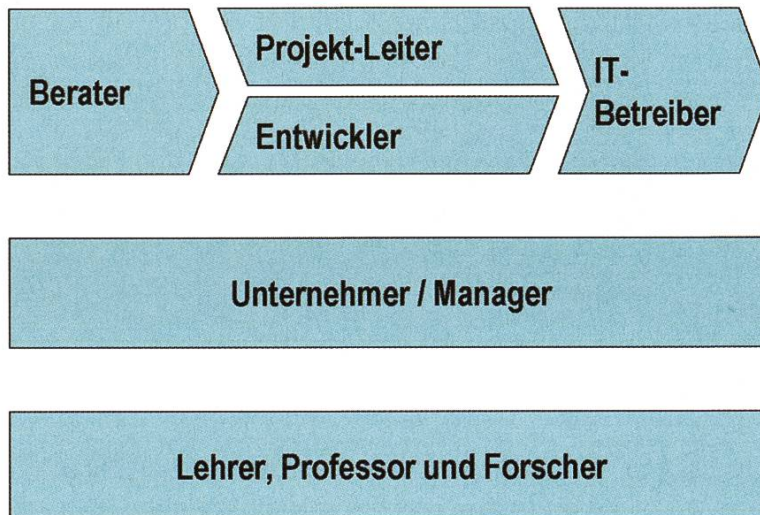 Berater
Projekt-Leiter
Entwickler
IT-
Betreiber
Unternehmer / Manager
Lehrer, Professor und Forscher